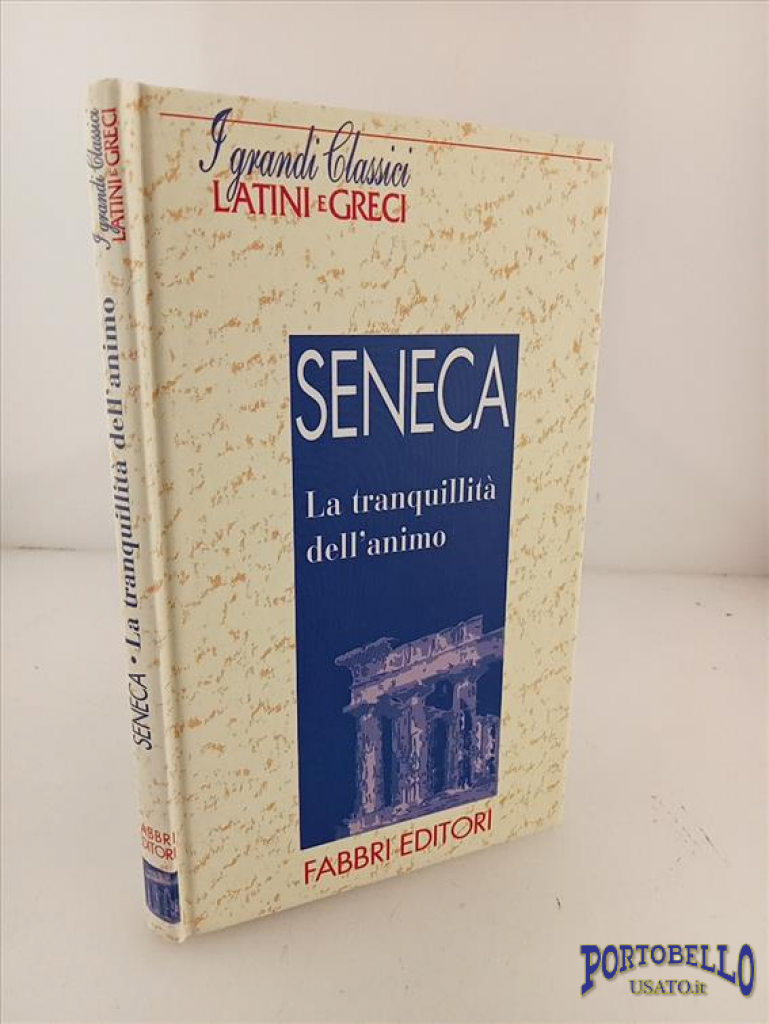 I grandi Classici
LATINI E GRECI
SENECA
La tranquillità
dell'animo
FABBRI EDITORI
I grandi Classici
LATINI E GRECI
SENECA • La tranquillità dell'animo
FABBRI
EDITORI
PORTOBELLO
USATO.it